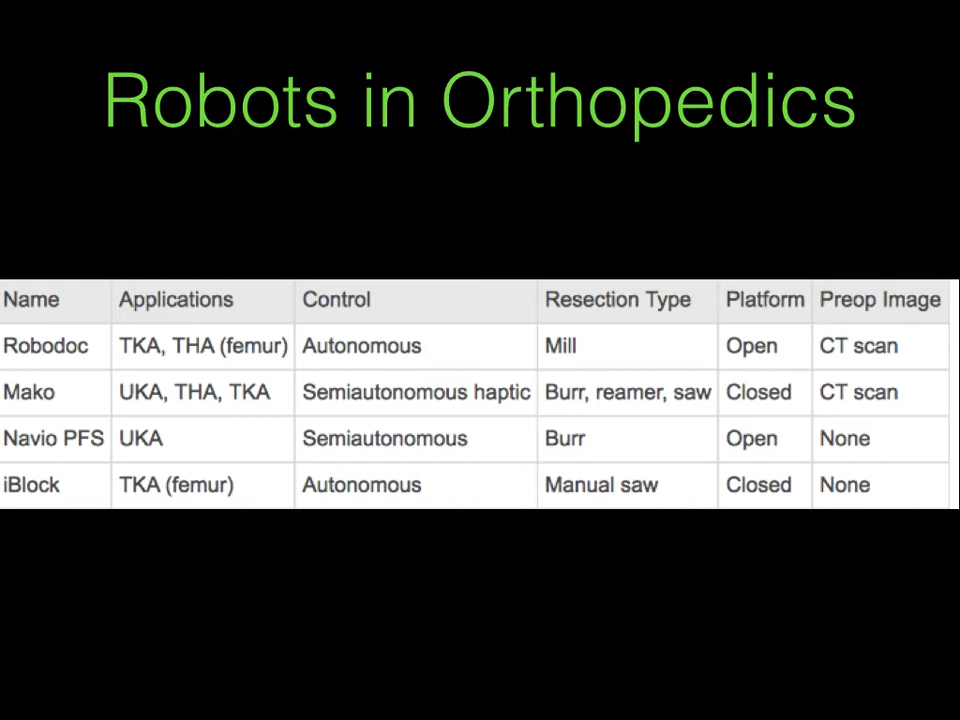 Robots in Orthopedics
Name Applications Control Resection Type Platform Preop Image
Robodoc TKA, THA (femur) Autonomous Mill Open CT scan
Mako UKA, THA, TKA Semiautonomous haptic Burr, reamer, saw Closed CT scan
Navio PFS UKA Semiautonomous Burr Open None
iBlock TKA (femur) Autonomous Manual saw Closed None